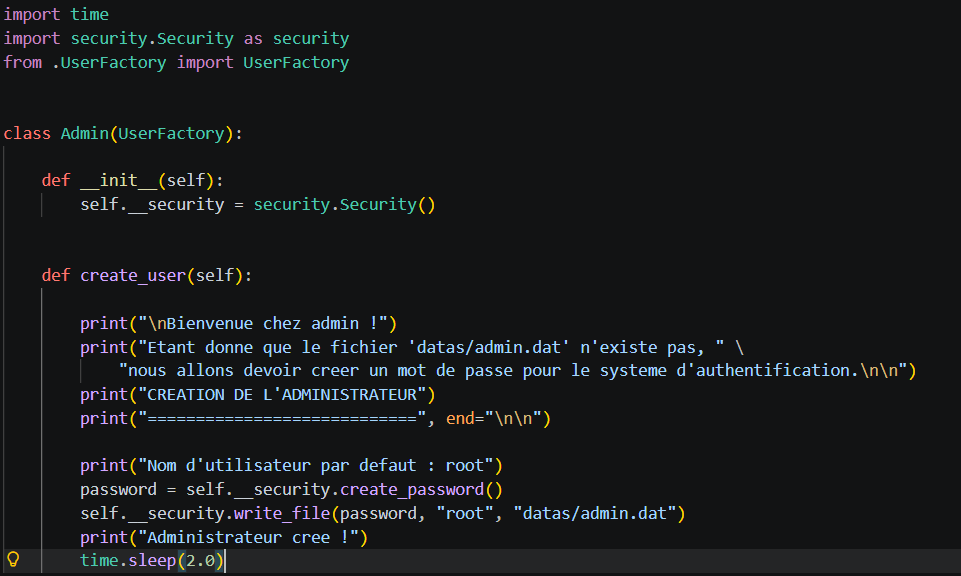 import time
import security.Security as security
from .UserFactory import UserFactory
class Admin(UserFactory):
    def __init__(self):
        self.__security = security.Security()
    def create_user(self):
        print("\nBienvenue chez admin !")
        print("Etant donne que le fichier 'datas/admin.dat' n'existe pas, " \
            "nous allons devoir creer un mot de passe pour le systeme d'authentification.\n\n")
        print("CREATION DE L'ADMINISTRATEUR")
        print("============================", end="\n\n")
        print("Nom d'utilisateur par defaut : root")
        password = self.__security.create_password()
        self.__security.write_file(password, "root", "datas/admin.dat")
        print("Administrateur cree !")
        time.sleep(2.0)